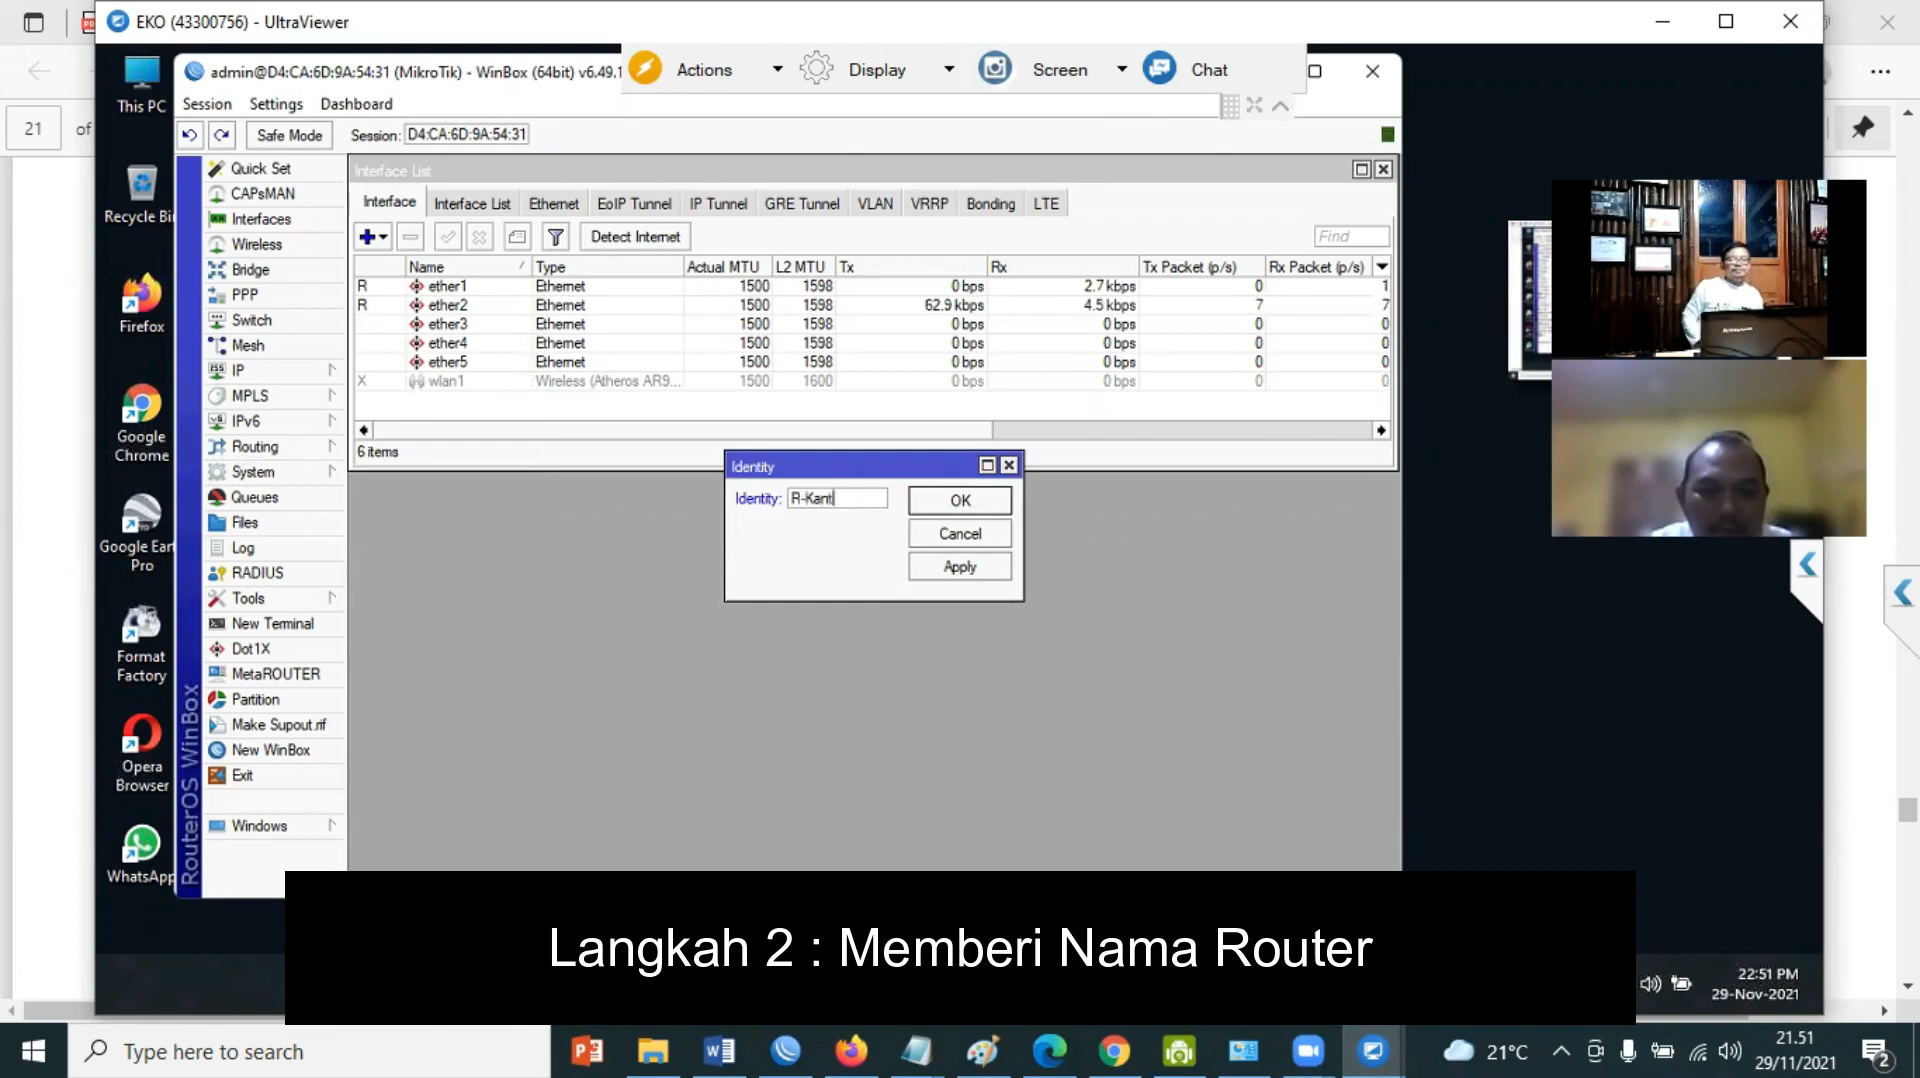 EKO (43300756) - UltraViewer
21 of
Actions Display Screen Chat
admin@D4:CA:6D:9A:54:31 (MikroTik) - WinBox (64bit) v6.49.1
Session Settings Dashboard
Safe Mode Session: D4:CA:6D:9A:54:31
This PC
Recycle Bi
Firefox
Google
Chrome
Google Ear
Pro
Format
Factory
Opera
Browser
WhatsApp
RouterOS WinBox
Quick Set
CAPsMAN
Interfaces
Wireless
Bridge
PPP
Switch
Mesh
IP
MPLS
IPv6
Routing
System
Queues
Files
Log
RADIUS
Tools
New Terminal
Dot1X
MetaROUTER
Partition
Make Supout.rif
New WinBox
Exit
Windows
Interface List
Interface Interface List Ethernet EoIP Tunnel IP Tunnel GRE Tunnel VLAN VRRP Bonding LTE
Detect Internet Find
Name Type Actual MTU L2 MTU Tx Rx Tx Packet (p/s) Rx Packet (p/s)
R ether1 Ethernet 1500 1598 0 bps 2.7 kbps 0 1
R ether2 Ethernet 1500 1598 62.9 kbps 4.5 kbps 7 7
ether3 Ethernet 1500 1598 0 bps 0 bps 0 0
ether4 Ethernet 1500 1598 0 bps 0 bps 0 0
ether5 Ethernet 1500 1598 0 bps 0 bps 0 0
X wlan1 Wireless (Atheros AR9... 1500 1600 0 bps 0 bps 0 0
6 items
Identity
Identity: R-Kant
OK
Cancel
Apply
Langkah 2 : Memberi Nama Router
22:51 PM
29-Nov-2021
Type here to search
21°C
21.51
29/11/2021
2